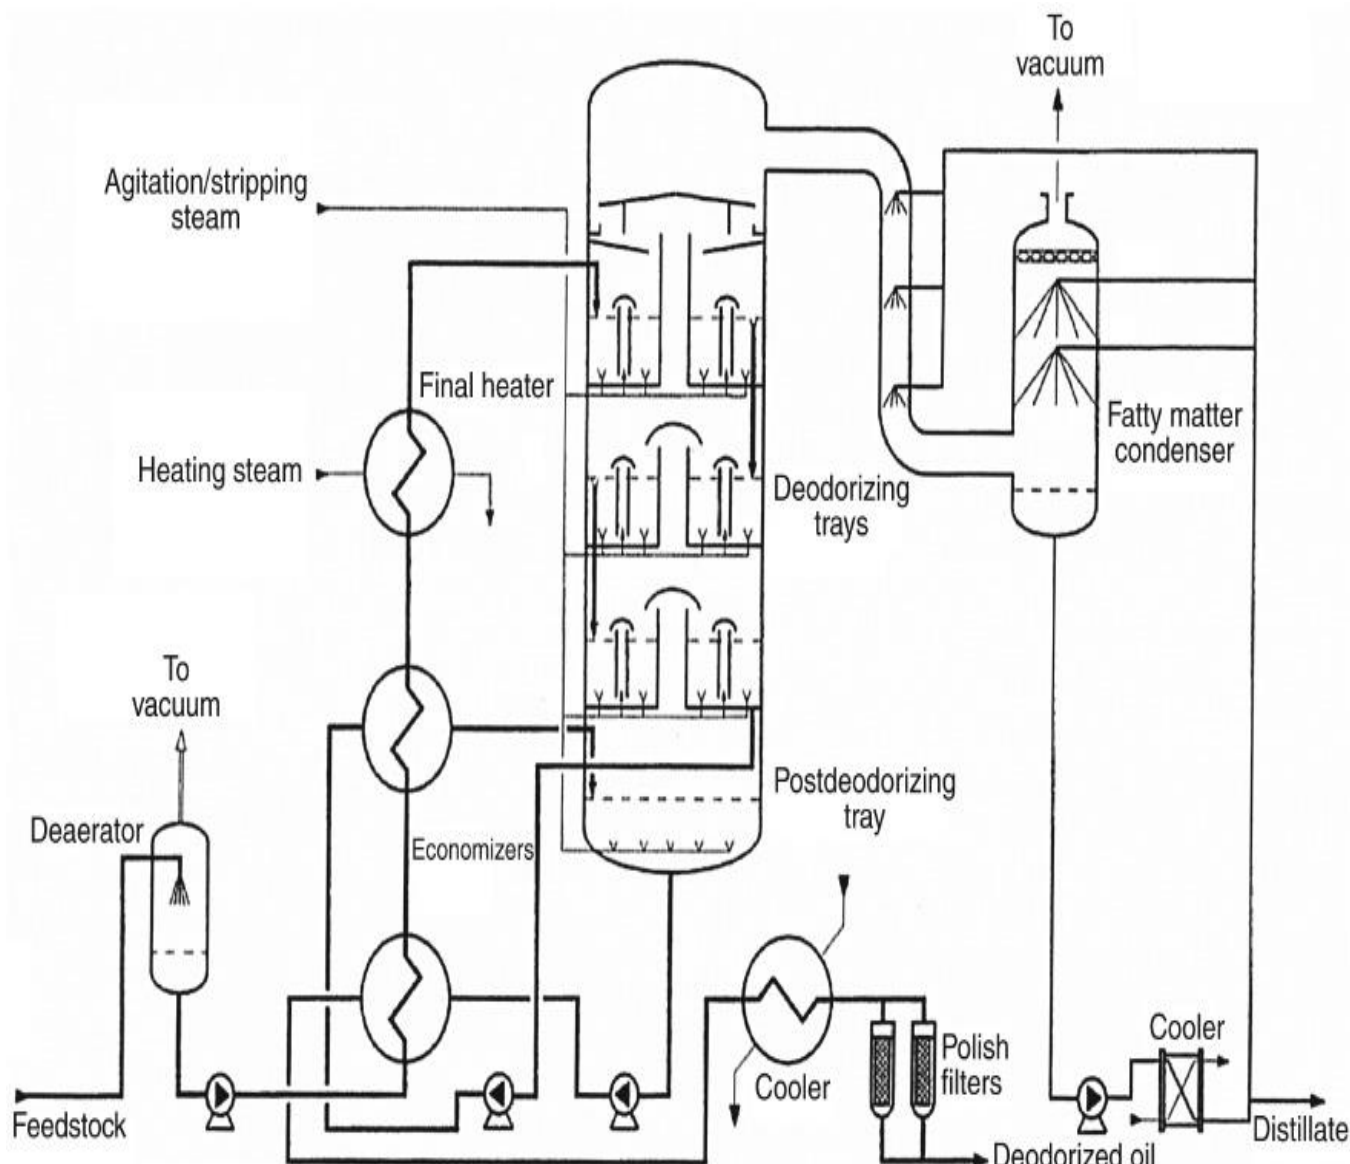 To
vacuum
Agitation/stripping
steam
Final heater
Heating steam
Fatty matter
condenser
Deodorizing
trays
To
vacuum
Deaerator
Economizers
Postdeodorizing
tray
Feedstock
Cooler
Polish
filters
Cooler
Distillate
Deodorized oil